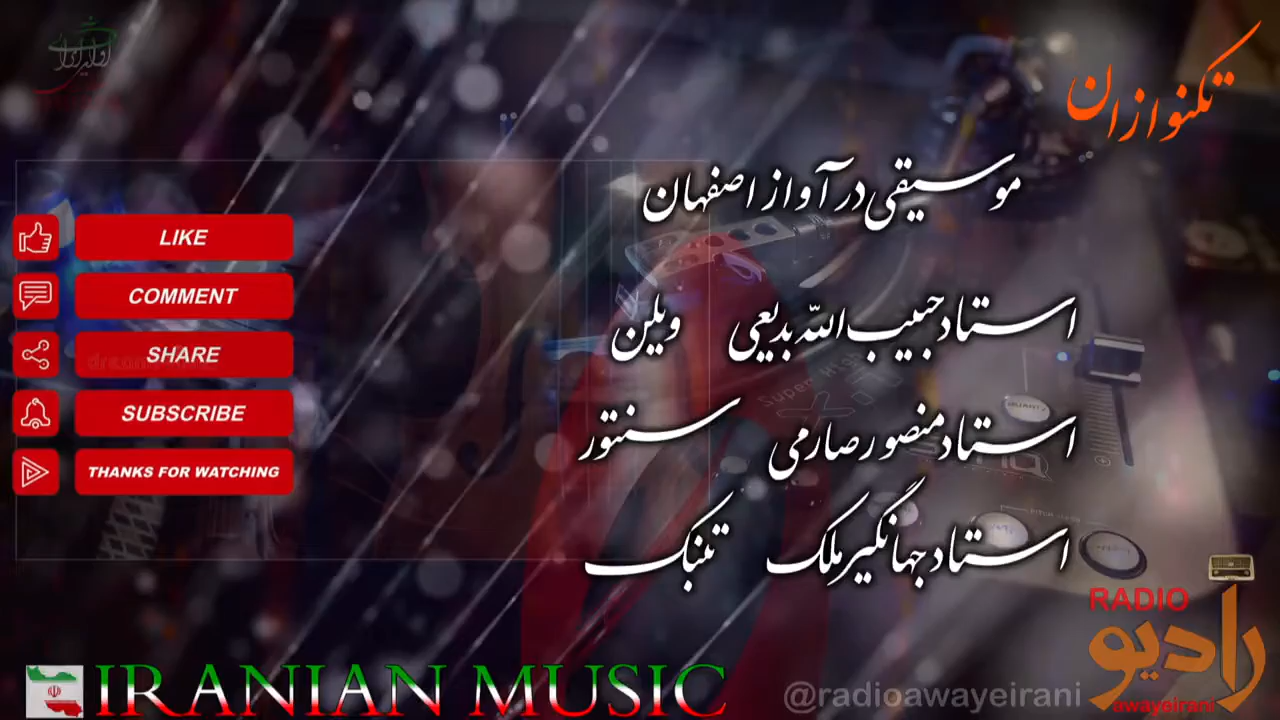 تکنوازان
موسیقی در آواز اصفهان
استاد حبیب الله بدیعی ویلن
استاد منصور صارمی سنتور
استاد جهانگیر ملک تنبک
LIKE
COMMENT
SHARE
SUBSCRIBE
THANKS FOR WATCHING
IRANIAN MUSIC
@radioawayeirani
RADIO
رادیو
awayeirani